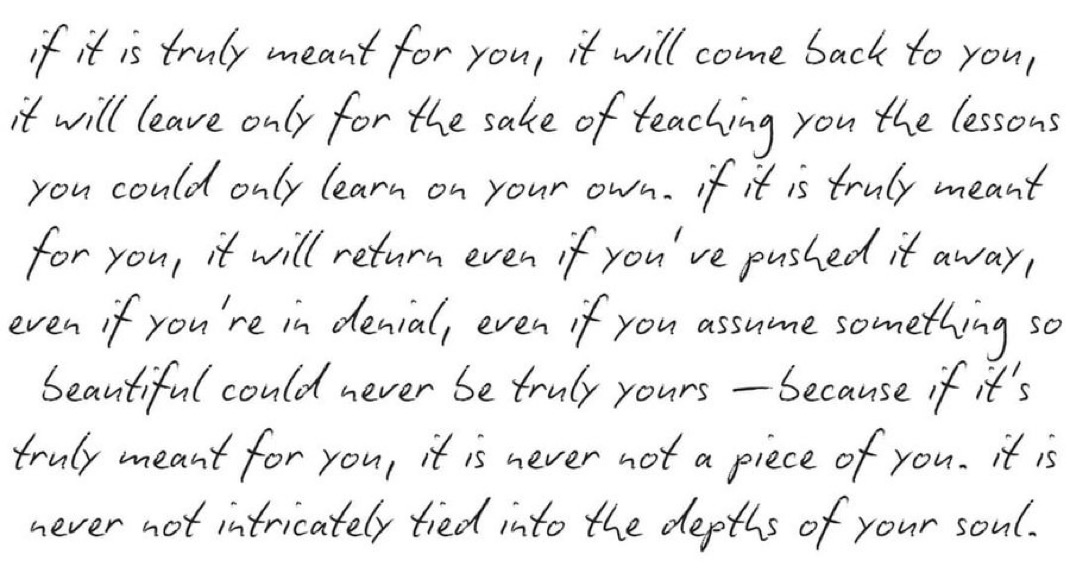 if it is truly meant for you, it will come back to you,
it will leave only for the sake of teaching you the lessons
you could only learn on your own. if it is truly meant
for you, it will return even if you've pushed it away,
even if you're in denial, even if you assume something so
beautiful could never be truly yours —because if it's
truly meant for you, it is never not a piece of you. it is
never not intricately tied into the depths of your soul.